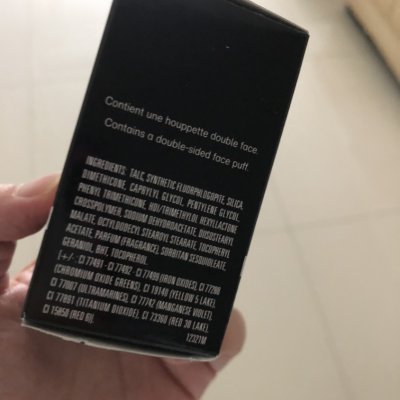 Contient une houppette double face.
Contains a double-sided face puff.
INGREDIENTS: TALC, SYNTHETIC FLUORPHLOGOPITE, SILICA,
DIMETHICONE, CAPRYLYL GLYCOL, PENTYLENE GLYCOL,
PHENYL TRIMETHICONE, HDI/TRIMETHYLOL HEXYLLACTONE
CROSSPOLYMER, SODIUM DEHYDROACETATE, DIISOSTEARYL
MALATE, OCTYLDODECYL STEAROYL STEARATE, TOCOPHERYL
ACETATE, PARFUM (FRAGRANCE), SORBITAN SESQUIOLEATE,
GERANIOL, BHT, TOCOPHEROL.
[+/- CI 77491 - CI 77492 - CI 77499 (IRON OXIDES), CI 77288
(CHROMIUM OXIDE GREENS), CI 19140 (YELLOW 5 LAKE),
CI 77007 (ULTRAMARINES), CI 77742 (MANGANESE VIOLET),
CI 77891 (TITANIUM DIOXIDE), CI 73360 (RED 30 LAKE),
CI 15850 (RED 6)].
12321M